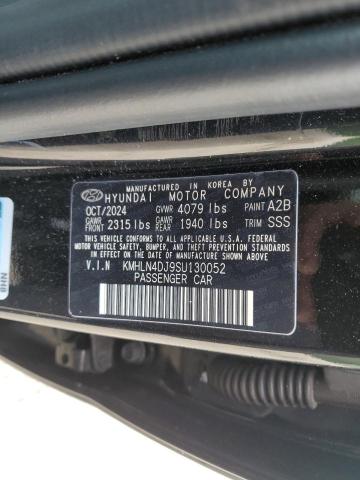 MANUFACTURED IN KOREA BY
HYUNDAI MOTOR COMPANY
OCT/2024 GVWR 4079 lbs PAINT A2B
GAWR FRONT 2315 lbs GAWR REAR 1940 lbs TRIM SSS
THIS VEHICLE CONFORMS TO ALL APPLICABLE U.S.
FEDERAL MOTOR VEHICLE SAFETY, BUMPER, AND THEFT
PREVENTION STANDARDS IN EFFECT ON THE DATE
OF MANUFACTURE SHOWN ABOVE.
V.I.N KMHLN4DJ9SU130052
PASSENGER CAR